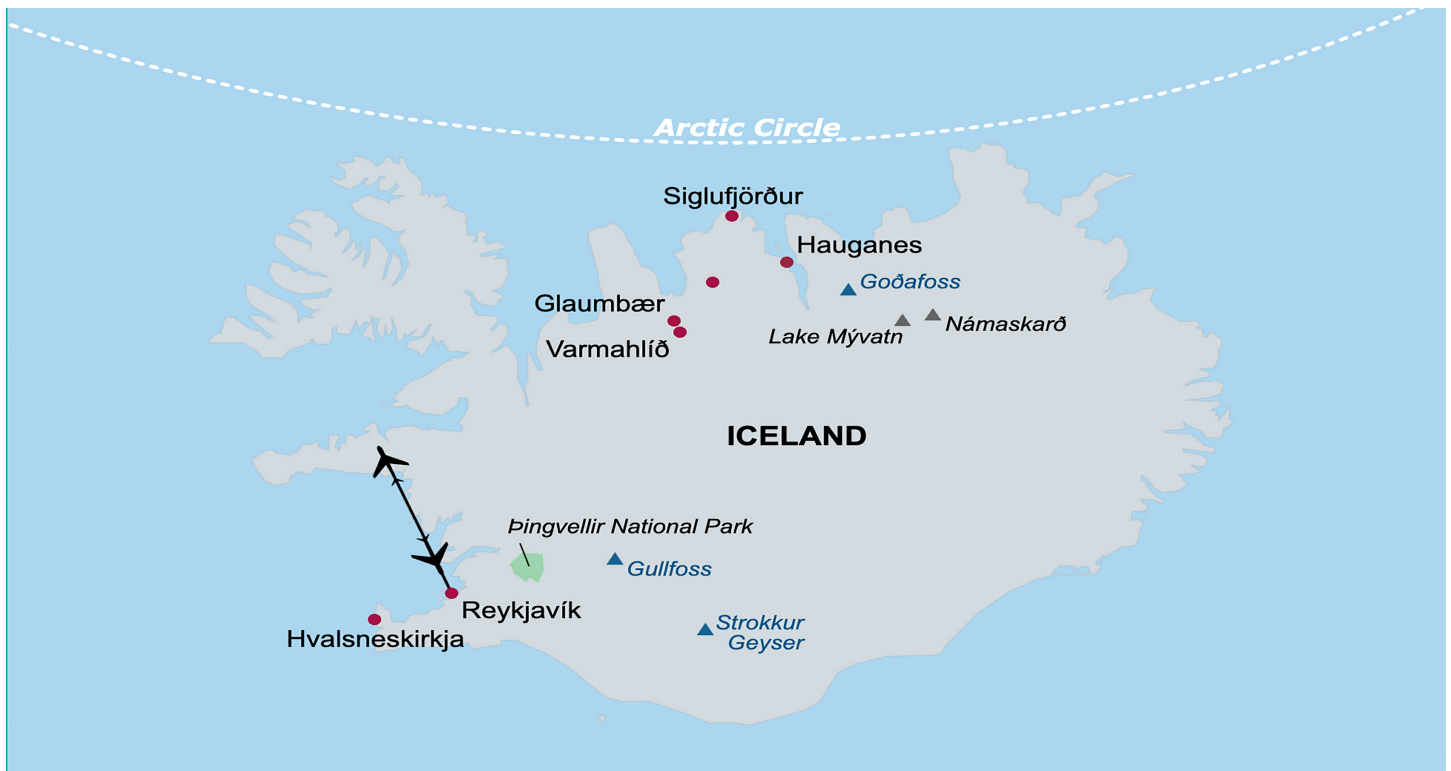 Arctic Circle
Siglufjörður
Hauganes
Goðafoss
Glaumbær
Námaskarð
Lake Mývatn
Varmahlíð
ICELAND
Þingvellir National Park
Gullfoss
Reykjavík
Strokkur
Geyser
Hvalsneskirkja